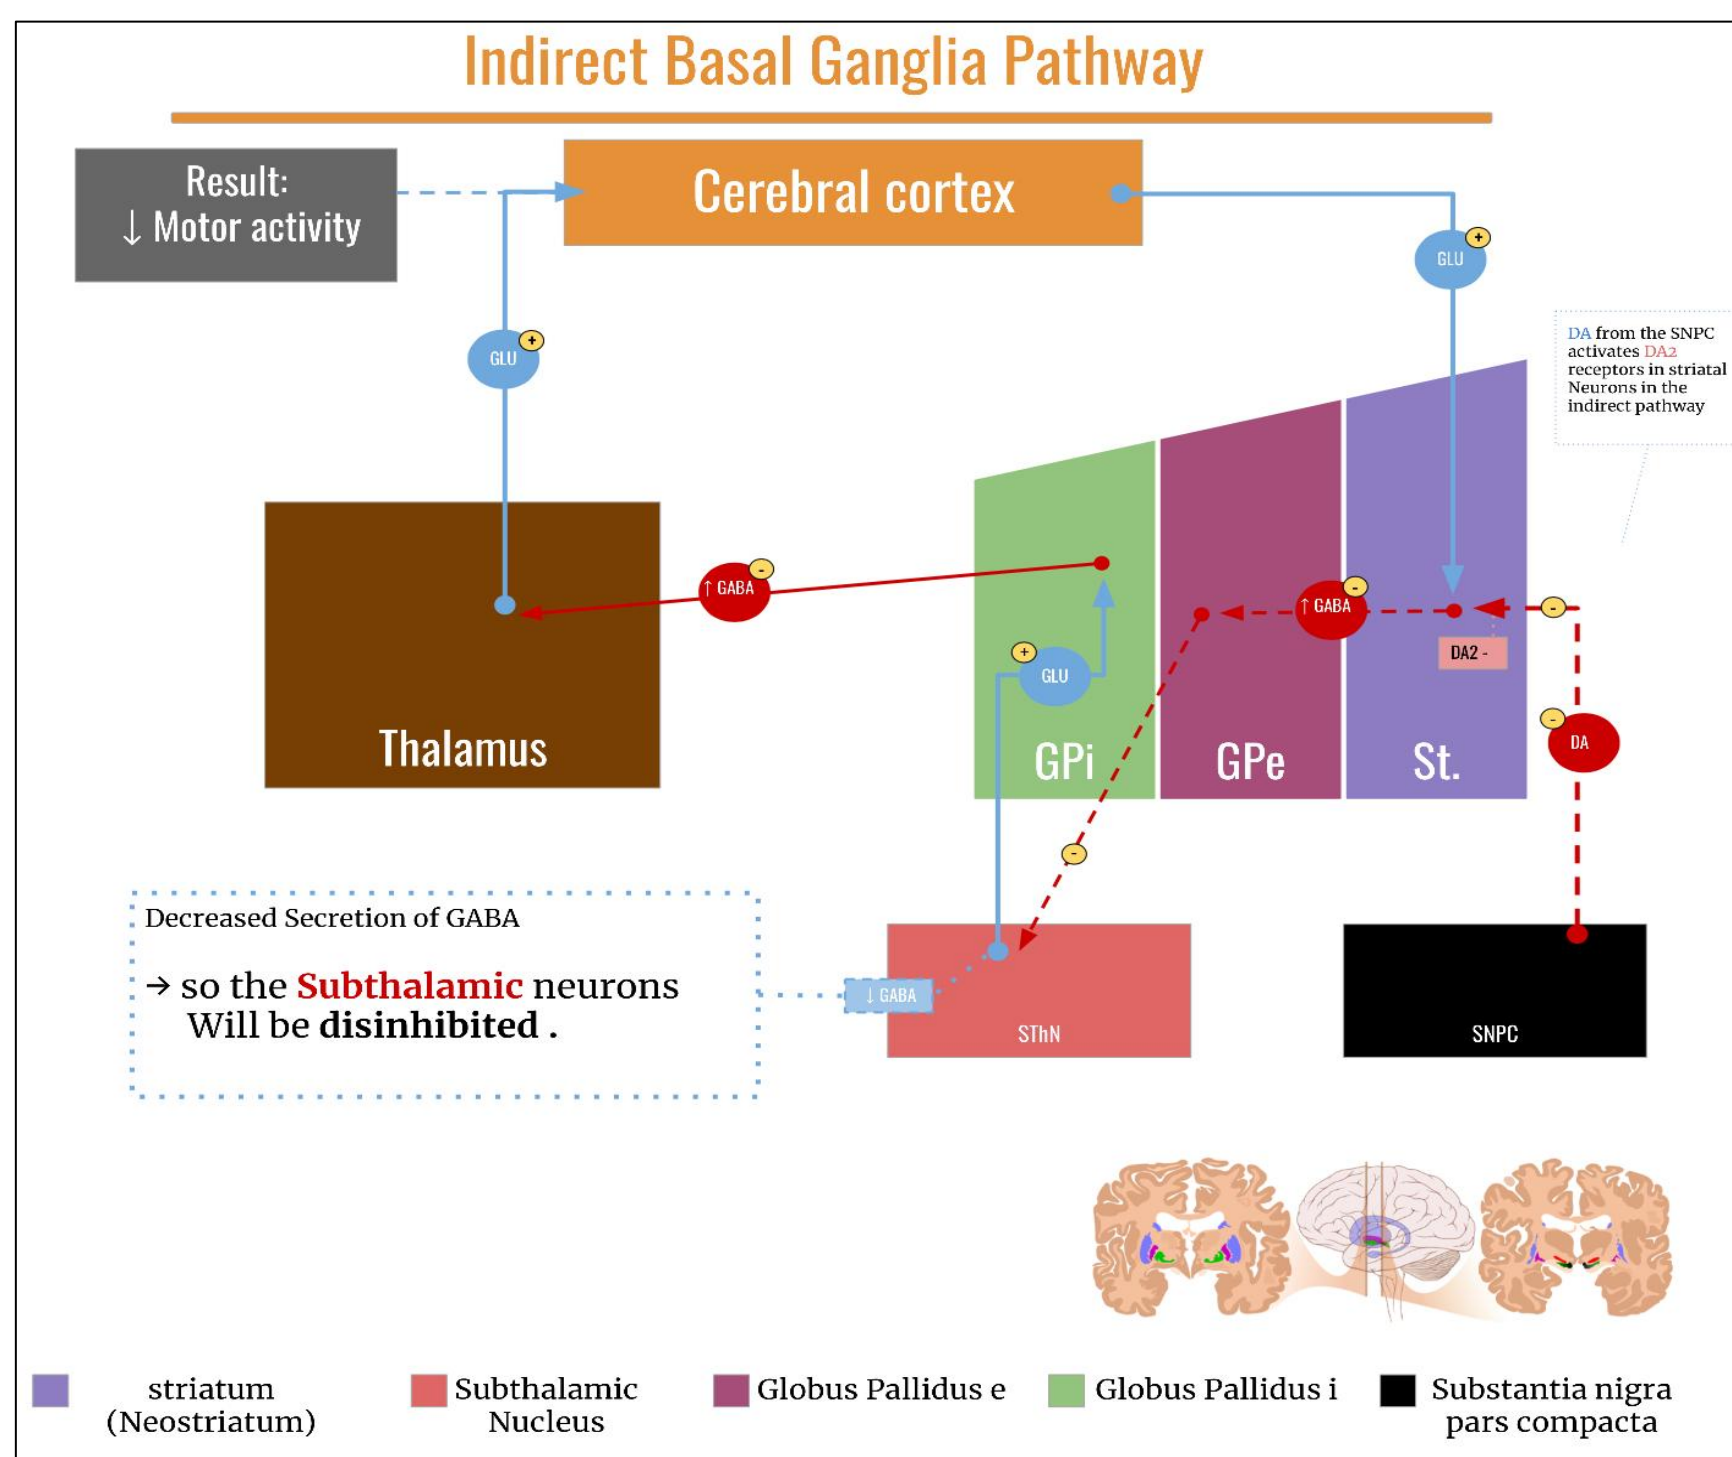 Indirect Basal Ganglia Pathway
Result:
↓ Motor activity
Cerebral cortex
+
GLU
+
GLU
DA from the SNPC
activates DA2
receptors in striatal
Neurons in the
indirect pathway
-
↑ GABA
-
↑ GABA
-
DA2 -
+
GLU
-
DA
Thalamus
GPi
GPe
St.
-
Decreased Secretion of GABA
→ so the Subthalamic neurons
Will be disinhibited .
↓ GABA
SThN
SNPC
striatum
(Neostriatum)
Subthalamic
Nucleus
Globus Pallidus e
Globus Pallidus i
Substantia nigra
pars compacta